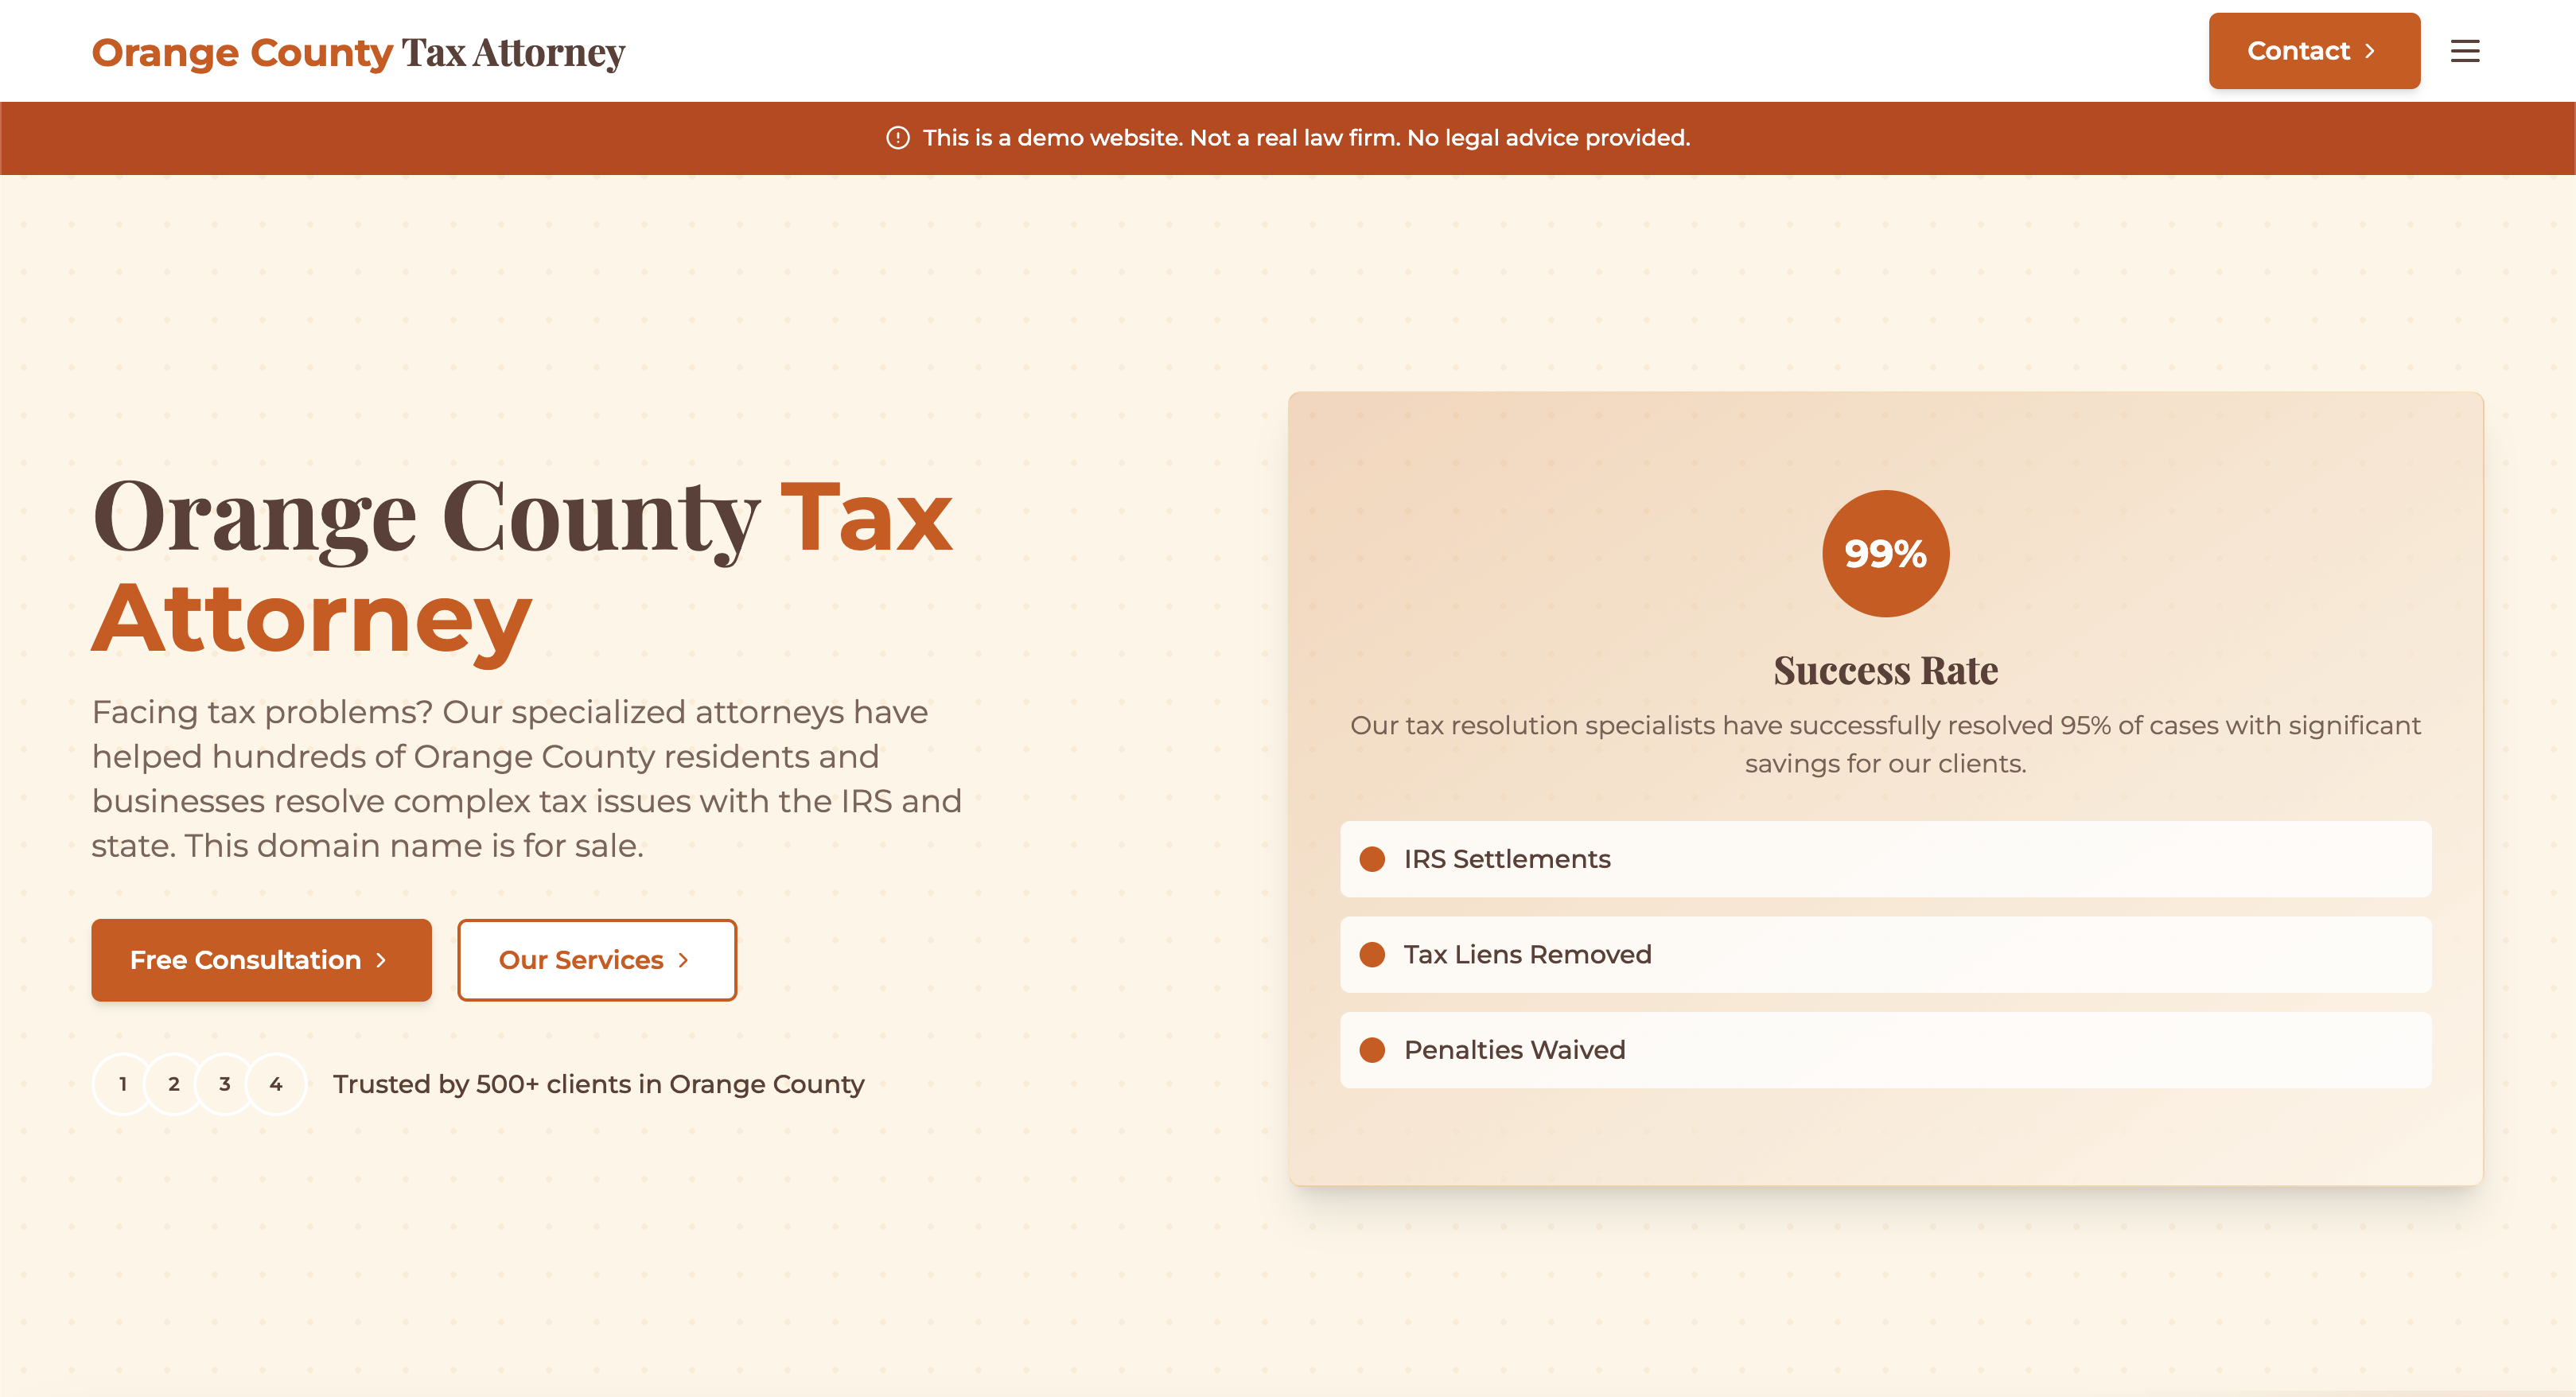 Orange County Tax Attorney
Contact
This is a demo website. Not a real law firm. No legal advice provided.
Orange County Tax
Attorney
Facing tax problems? Our specialized attorneys have
helped hundreds of Orange County residents and
businesses resolve complex tax issues with the IRS and
state. This domain name is for sale.
Free Consultation
Our Services
1 2 3 4 Trusted by 500+ clients in Orange County
99%
Success Rate
Our tax resolution specialists have successfully resolved 95% of cases with significant
savings for our clients.
IRS Settlements
Tax Liens Removed
Penalties Waived